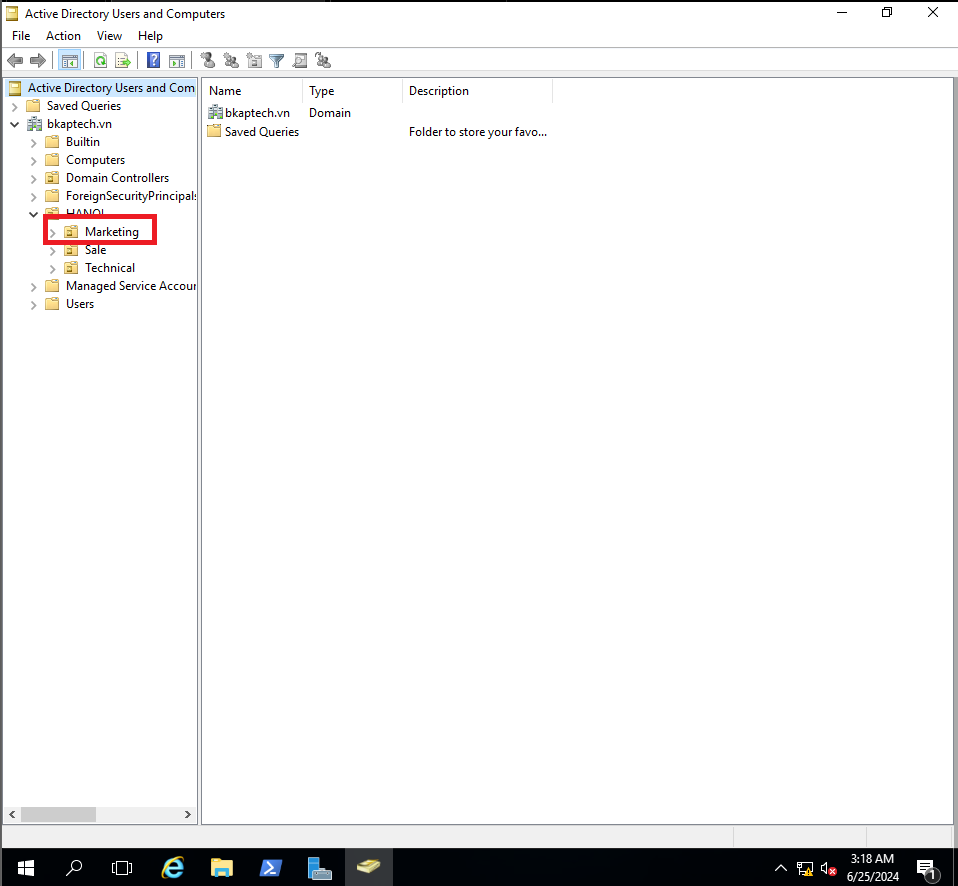 Active Directory Users and Computers
File Action View Help
Active Directory Users and Com
Saved Queries
bkaptech.vn
Builtin
Computers
Domain Controllers
ForeignSecurityPrincipals
HANOI
Marketing
Sale
Technical
Managed Service Accour
Users
Name Type Description
bkaptech.vn Domain
Saved Queries Folder to store your favo...
3:18 AM
6/25/2024
1